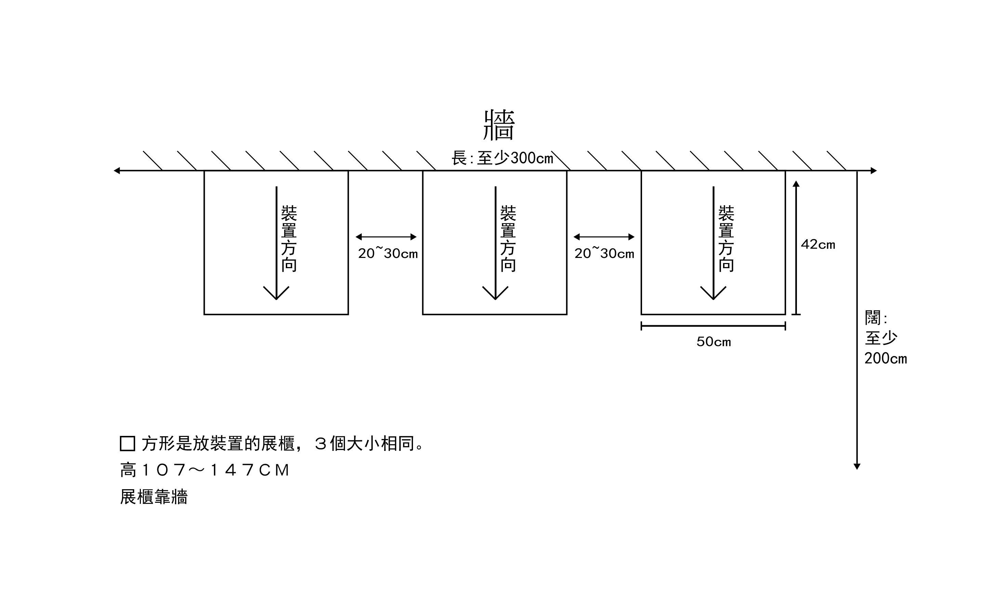 牆
長:至少300cm
裝置方向
20~30cm
裝置方向
20~30cm
裝置方向
42cm
50cm
闊:
至少
200cm
方形是放裝置的展櫃，３個大小相同。
高１０７～１４７ＣＭ
展櫃靠牆